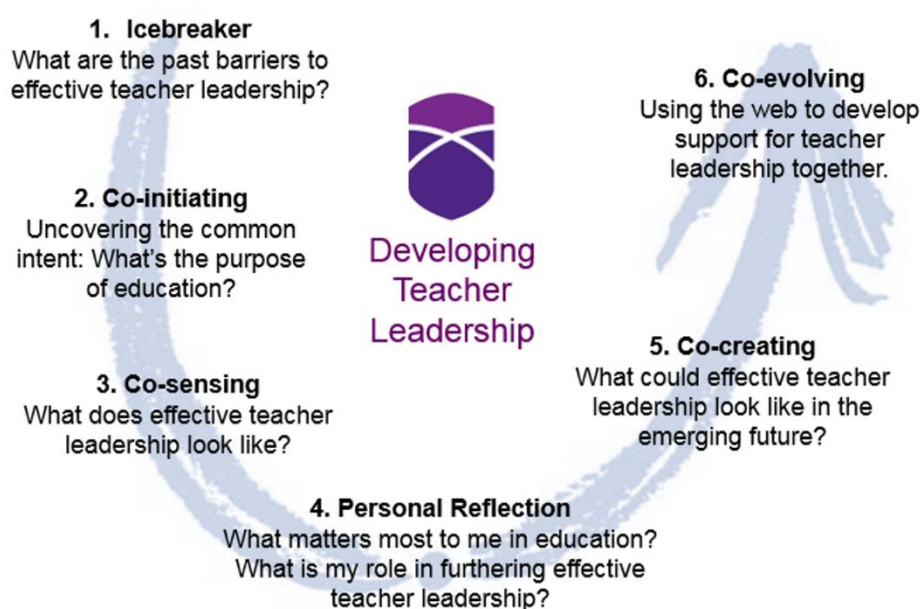 1. Icebreaker
What are the past barriers to
effective teacher leadership?
2. Co-initiating
Uncovering the common
intent: What's the purpose
of education?
3. Co-sensing
What does effective teacher
leadership look like?
4. Personal Reflection
What matters most to me in education?
What is my role in furthering effective
teacher leadership?
5. Co-creating
What could effective teacher
leadership look like in the
emerging future?
6. Co-evolving
Using the web to develop
support for teacher
leadership together.
Developing
Teacher
Leadership